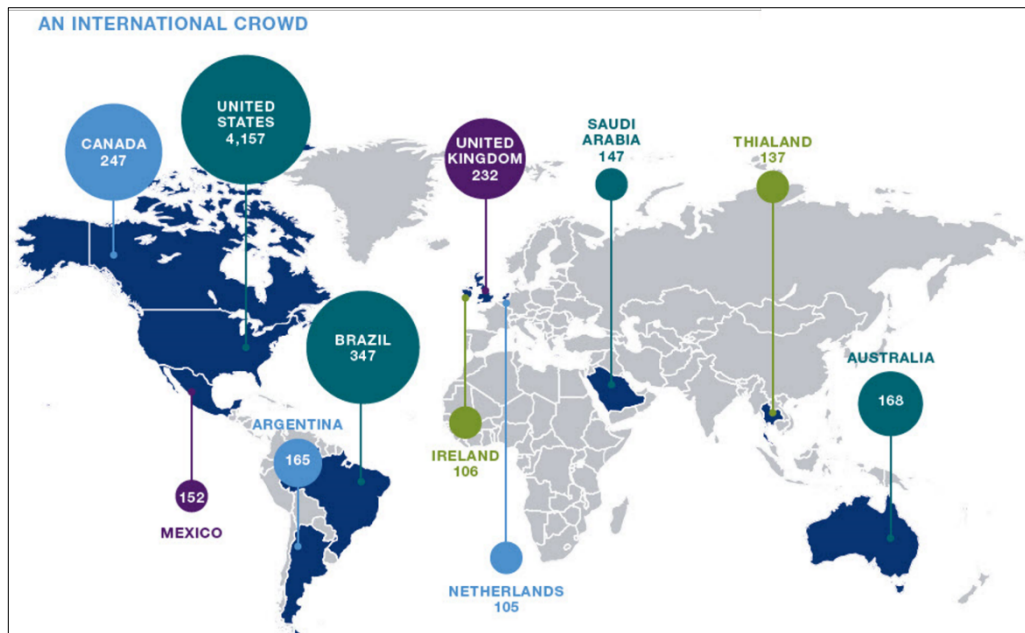 AN INTERNATIONAL CROWD
CANADA
247
UNITED
STATES
4,157
UNITED
KINGDOM
232
SAUDI
ARABIA
147
THIALAND
137
BRAZIL
347
AUSTRALIA
168
ARGENTINA
165
IRELAND
106
152
MEXICO
NETHERLANDS
105